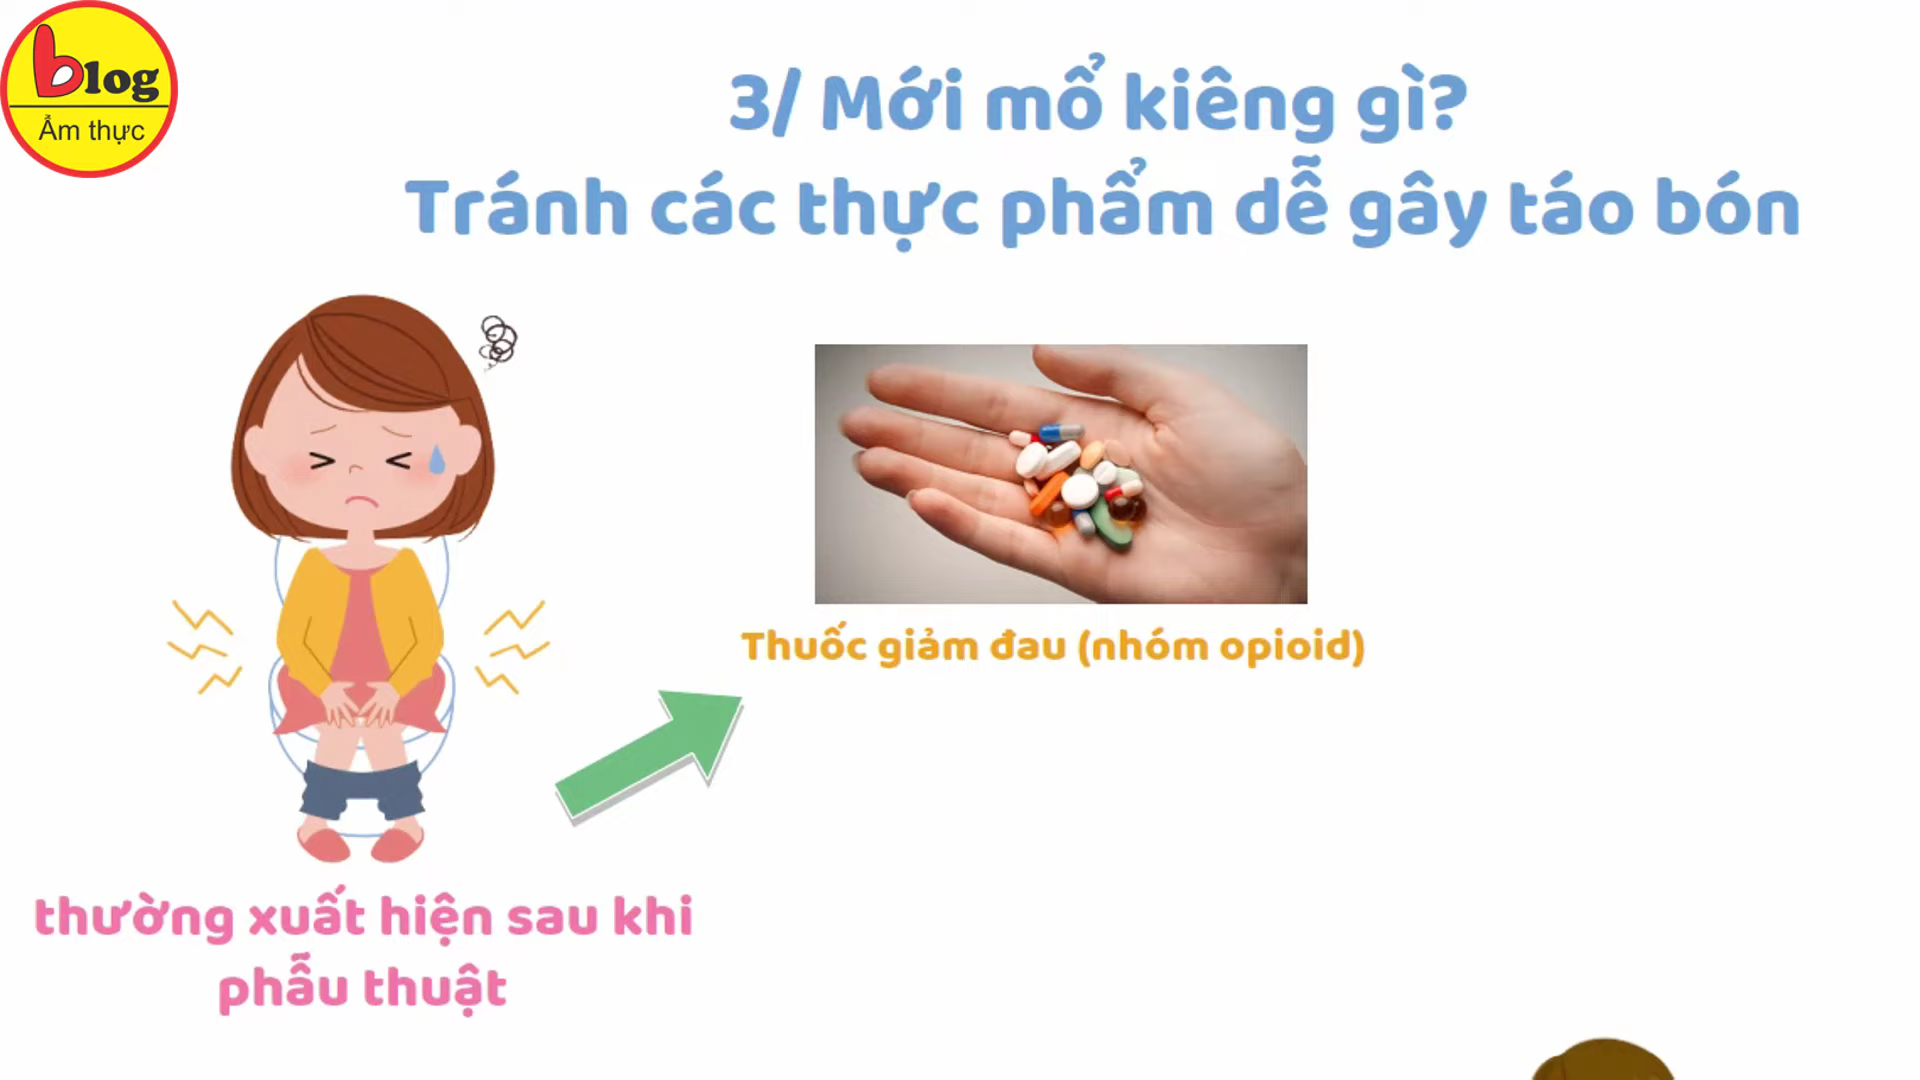 blog
Ẩm thực
3/ Mới mổ kiêng gì?
Tránh các thực phẩm dễ gây táo bón
Thuốc giảm đau (nhóm opioid)
thường xuất hiện sau khi
phẫu thuật